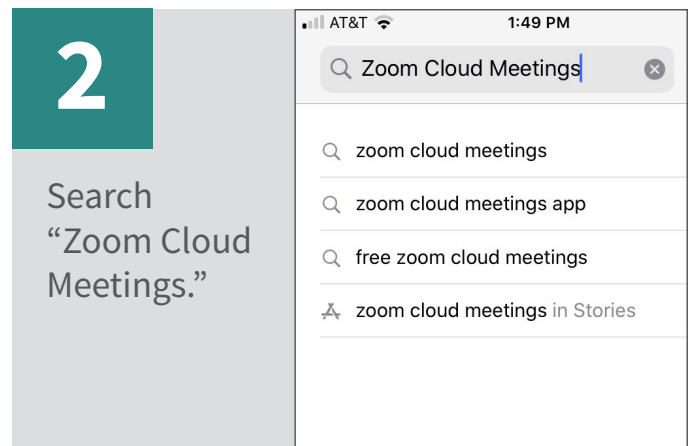 2
Search
“Zoom Cloud
Meetings.”
AT&T 1:49 PM
Zoom Cloud Meetings
zoom cloud meetings
zoom cloud meetings app
free zoom cloud meetings
zoom cloud meetings in Stories